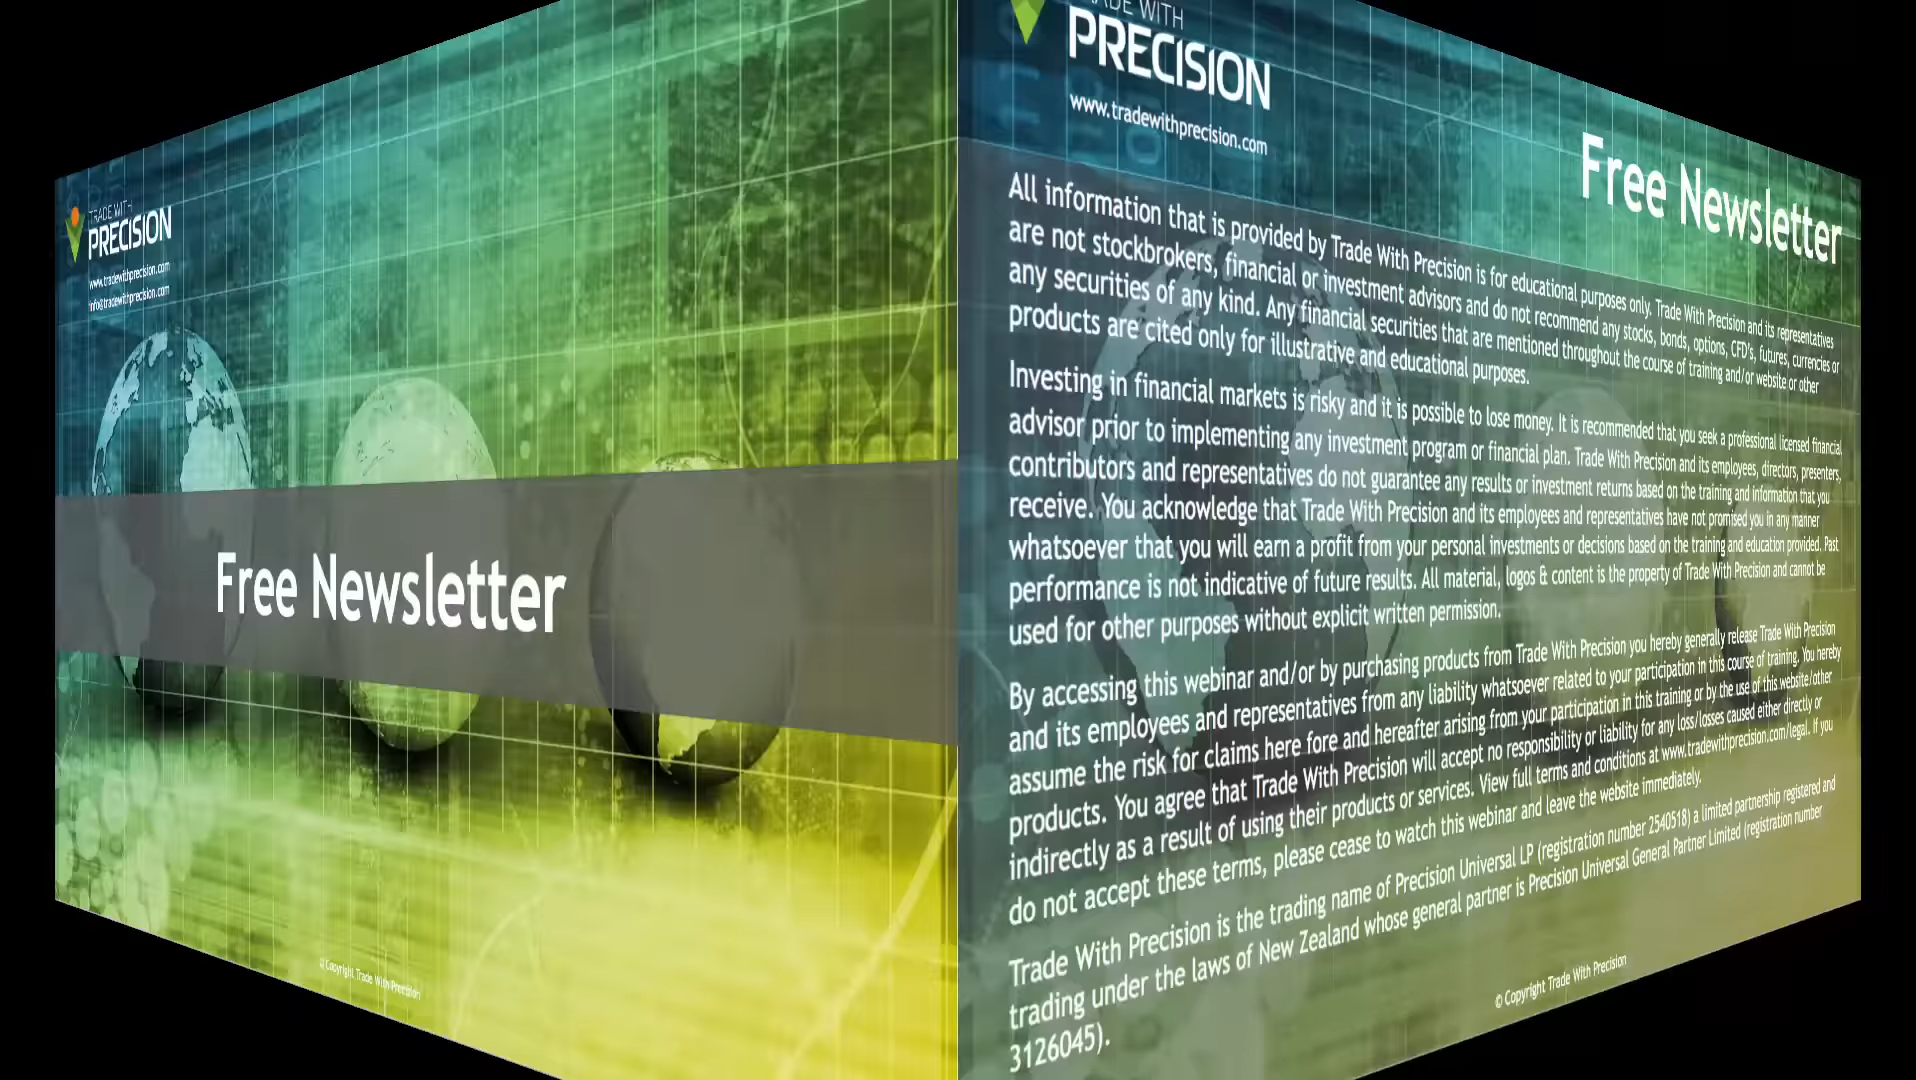 TRADE WITH
PRECISION
www.tradewithprecision.com
info@tradewithprecision.com
Free Newsletter
© Copyright Trade With Precision
TRADE WITH
PRECISION
www.tradewithprecision.com
Free Newsletter
All information that is provided by Trade With Precision is for educational purposes only. Trade With Precision and its representatives
are not stockbrokers, financial or investment advisors and do not recommend any stocks, bonds, options, CFD's, futures, currencies or
any securities of any kind. Any financial securities that are mentioned throughout the course of training and/or website or other
products are cited only for illustrative and educational purposes.
Investing in financial markets is risky and it is possible to lose money. It is recommended that you seek a professional licensed financial
advisor prior to implementing any investment program or financial plan. Trade With Precision and its employees, directors, presenters,
contributors and representatives do not guarantee any results or investment returns based on the training and information that you
receive. You acknowledge that Trade With Precision and its employees and representatives have not promised you in any manner
whatsoever that you will earn a profit from your personal investments or decisions based on the training and education provided. Past
performance is not indicative of future results. All material, logos & content is the property of Trade With Precision and cannot be
used for other purposes without explicit written permission.
By accessing this webinar and/or by purchasing products from Trade With Precision you hereby generally release Trade With Precision
and its employees and representatives from any liability whatsoever related to your participation in this course of training. You hereby
assume the risk for claims here fore and hereafter arising from your participation in this training or by the use of this website/other
products. You agree that Trade With Precision will accept no responsibility or liability for any loss/losses caused either directly or
indirectly as a result of using their products or services. View full terms and conditions at www.tradewithprecision.com/legal. If you
do not accept these terms, please cease to watch this webinar and leave the website immediately.
Trade With Precision is the trading name of Precision Universal LP (registration number 2540518) a limited partnership registered and
trading under the laws of New Zealand whose general partner is Precision Universal General Partner Limited (registration number
3126045).
© Copyright Trade With Precision